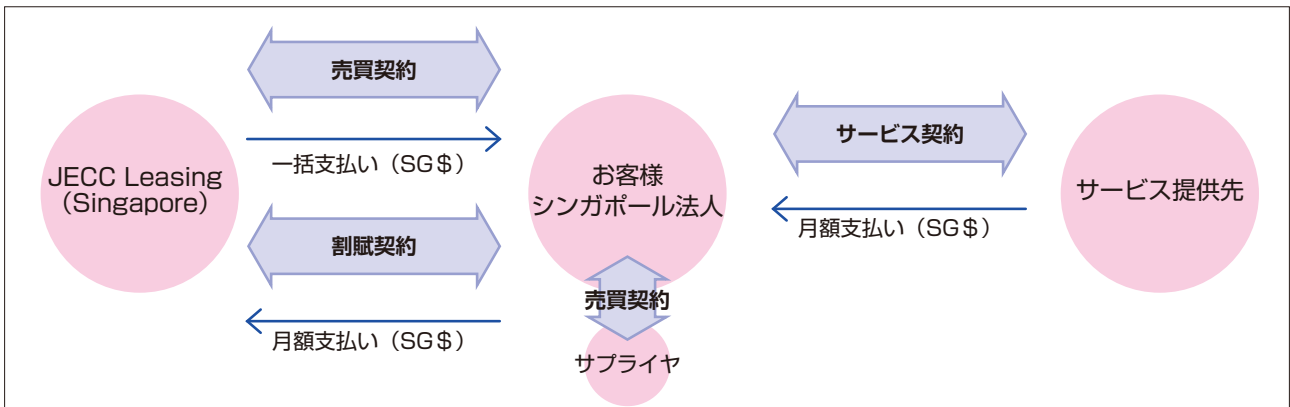 売買契約
一括支払い（SG＄）
JECC Leasing
（Singapore）
割賦契約
月額支払い（SG＄）
お客様
シンガポール法人
売買契約
サプライヤ
サービス契約
月額支払い（SG＄）
サービス提供先